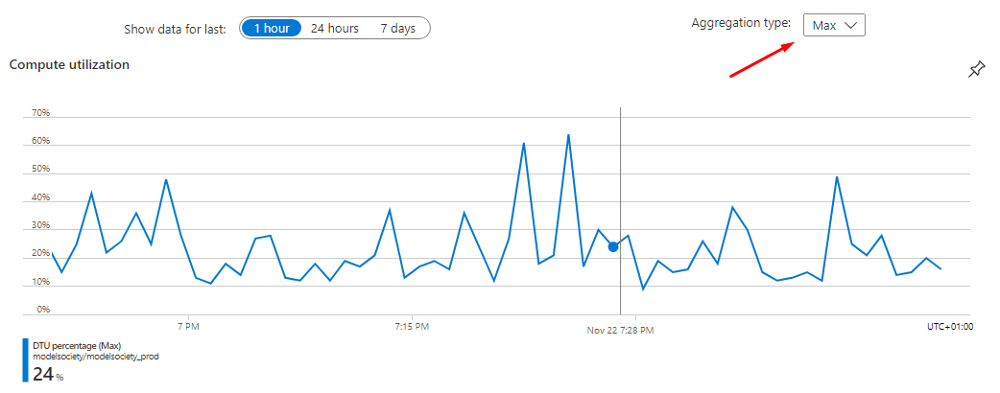 Show data for last: 1 hour 24 hours 7 days Aggregation type: Max
Compute utilization
70%
60%
50%
40%
30%
20%
10%
0%
7 PM 7:15 PM Nov 22 7:28 PM UTC+01:00
DTU percentage (Max)
modelsociety/modelsociety_prod
24 %